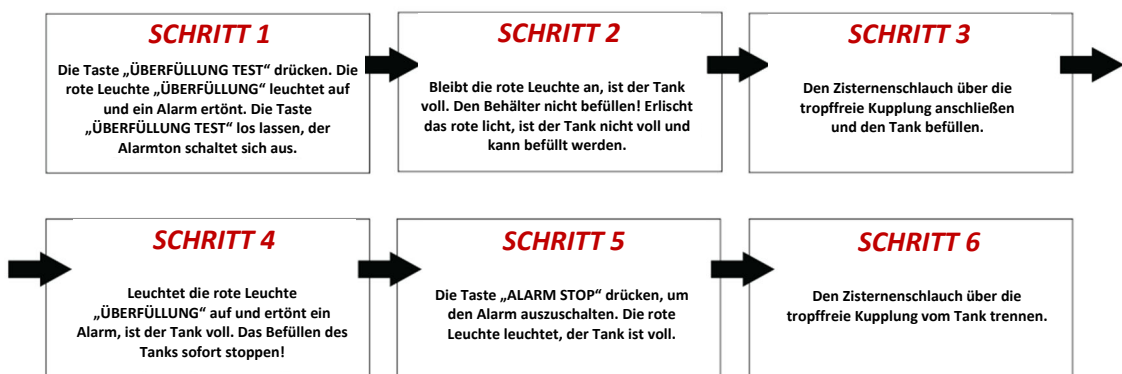 SCHRITT 1
Die Taste „ÜBERFÜLLUNG TEST“ drücken. Die
rote Leuchte „ÜBERFÜLLUNG“ leuchtet auf
und ein Alarm ertönt. Die Taste
„ÜBERFÜLLUNG TEST“ los lassen, der
Alarmton schaltet sich aus.
SCHRITT 2
Bleibt die rote Leuchte an, ist der Tank
voll. Den Behälter nicht befüllen! Erlischt
das rote licht, ist der Tank nicht voll und
kann befüllt werden.
SCHRITT 3
Den Zisternenschlauch über die
tropffreie Kupplung anschließen
und den Tank befüllen.
SCHRITT 4
Leuchtet die rote Leuchte
„ÜBERFÜLLUNG“ auf und ertönt ein
Alarm, ist der Tank voll. Das Befüllen des
Tanks sofort stoppen!
SCHRITT 5
Die Taste „ALARM STOP“ drücken, um
den Alarm auszuschalten. Die rote
Leuchte leuchtet, der Tank ist voll.
SCHRITT 6
Den Zisternenschlauch über die
tropffreie Kupplung vom Tank trennen.